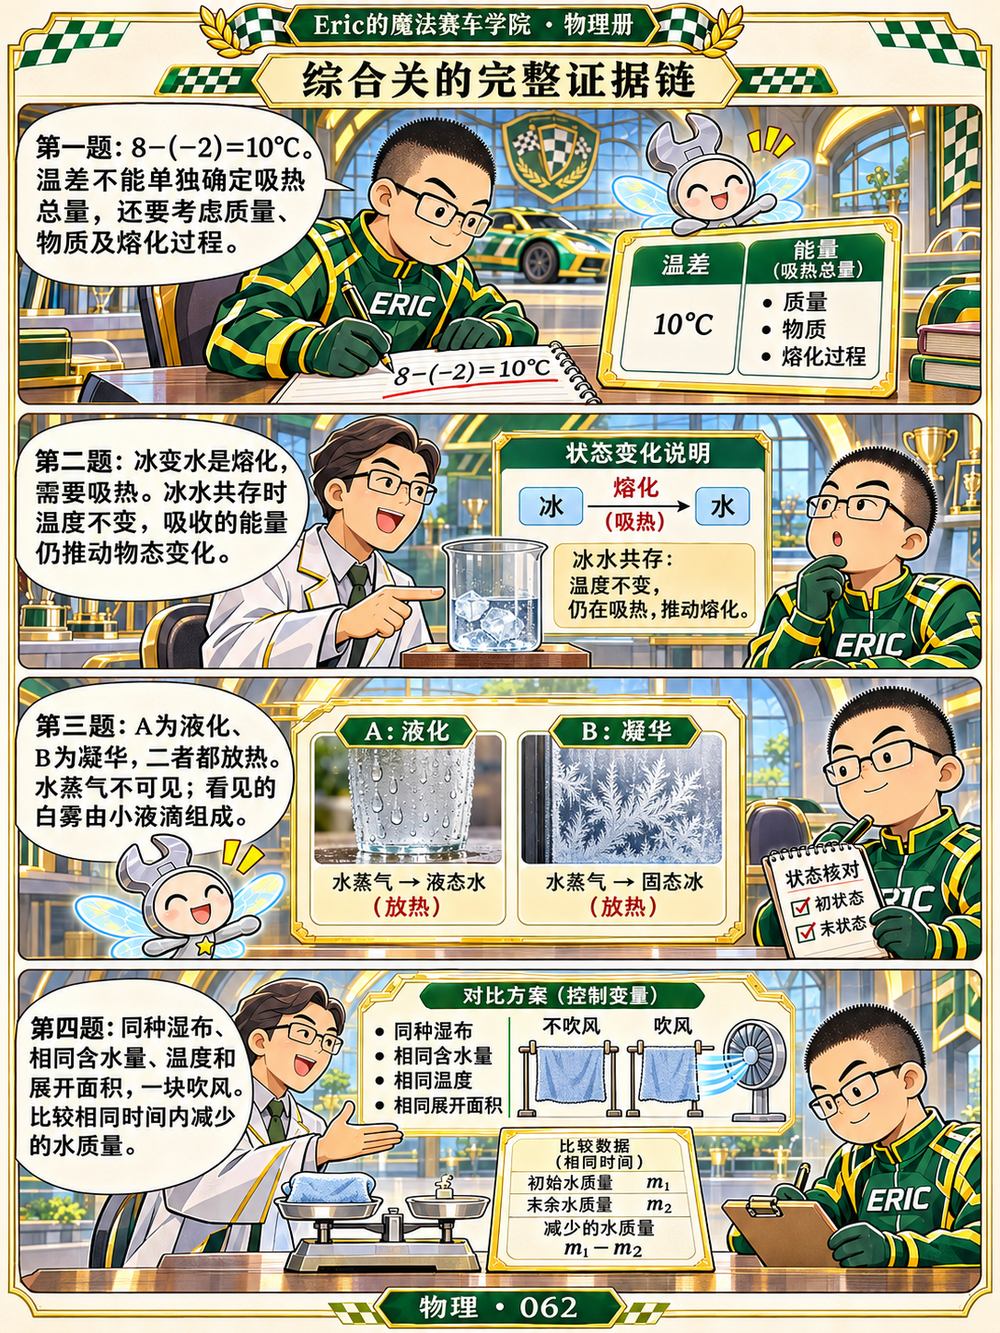 Eric的魔法赛车学院·物理册
综合关的完整证据链
第一题：8−(−2)=10℃。
温差不能单独确定吸热
总量，还要考虑质量、
物质及熔化过程。
ERIC
8−(−2)=10℃
温差
能量
(吸热总量)
10℃
• 质量
• 物质
• 熔化过程
第二题：冰变水是熔化，
需要吸热。冰水共存时
温度不变，吸收的能量
仍推动物态变化。
状态变化说明
冰
熔化
(吸热)
水
冰水共存：
温度不变，
仍在吸热，推动熔化。
ERIC
第三题：A为液化、
B为凝华，二者都放热。
水蒸气不可见；看见的
白雾由小液滴组成。
A：液化
水蒸气→液态水
(放热)
B：凝华
水蒸气→固态冰
(放热)
状态核对
初状态
末状态
ERIC
第四题：同种湿布、
相同含水量、温度和
展开面积，一块吹风。
比较相同时间内减少
的水质量。
对比方案（控制变量）
• 同种湿布
• 相同含水量
• 相同温度
• 相同展开面积
不吹风
吹风
比较数据
(相同时间)
初始水质量 m₁
末余水质量 m₂
减少的水质量
m₁−m₂
ERIC
物理·062